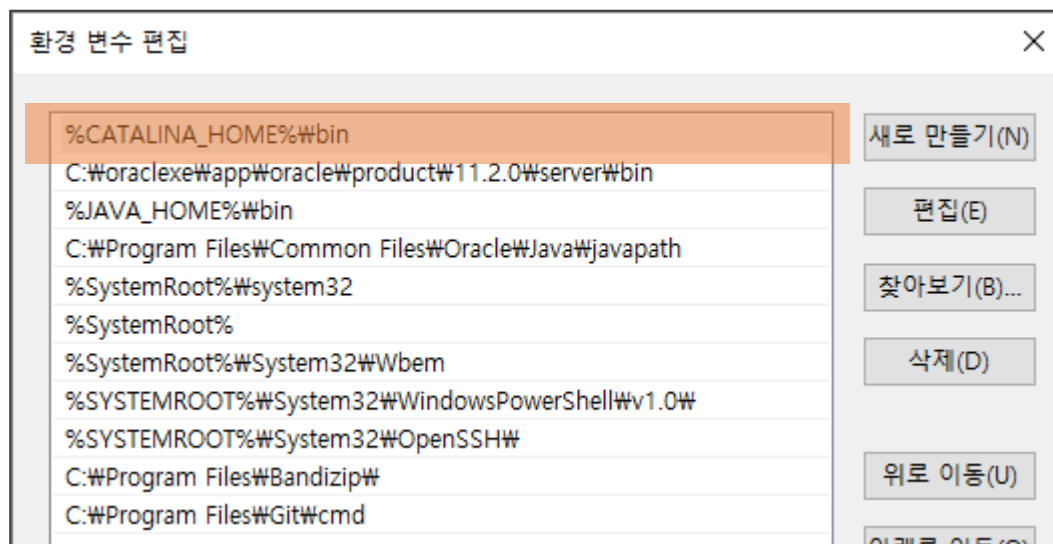 환경 변수 편집
%CATALINA_HOME%₩bin
새로 만들기(N)
C:₩oraclexe₩app₩oracle₩product₩11.2.0₩server₩bin
%JAVA_HOME%₩bin
편집(E)
C:₩Program Files₩Common Files₩Oracle₩Java₩javapath
%SystemRoot%₩system32
찾아보기(B)...
%SystemRoot%
%SystemRoot%₩System32₩Wbem
삭제(D)
%SYSTEMROOT%₩System32₩WindowsPowerShell₩v1.0₩
%SYSTEMROOT%₩System32₩OpenSSH₩
C:₩Program Files₩Bandizip₩
위로 이동(U)
C:₩Program Files₩Git₩cmd